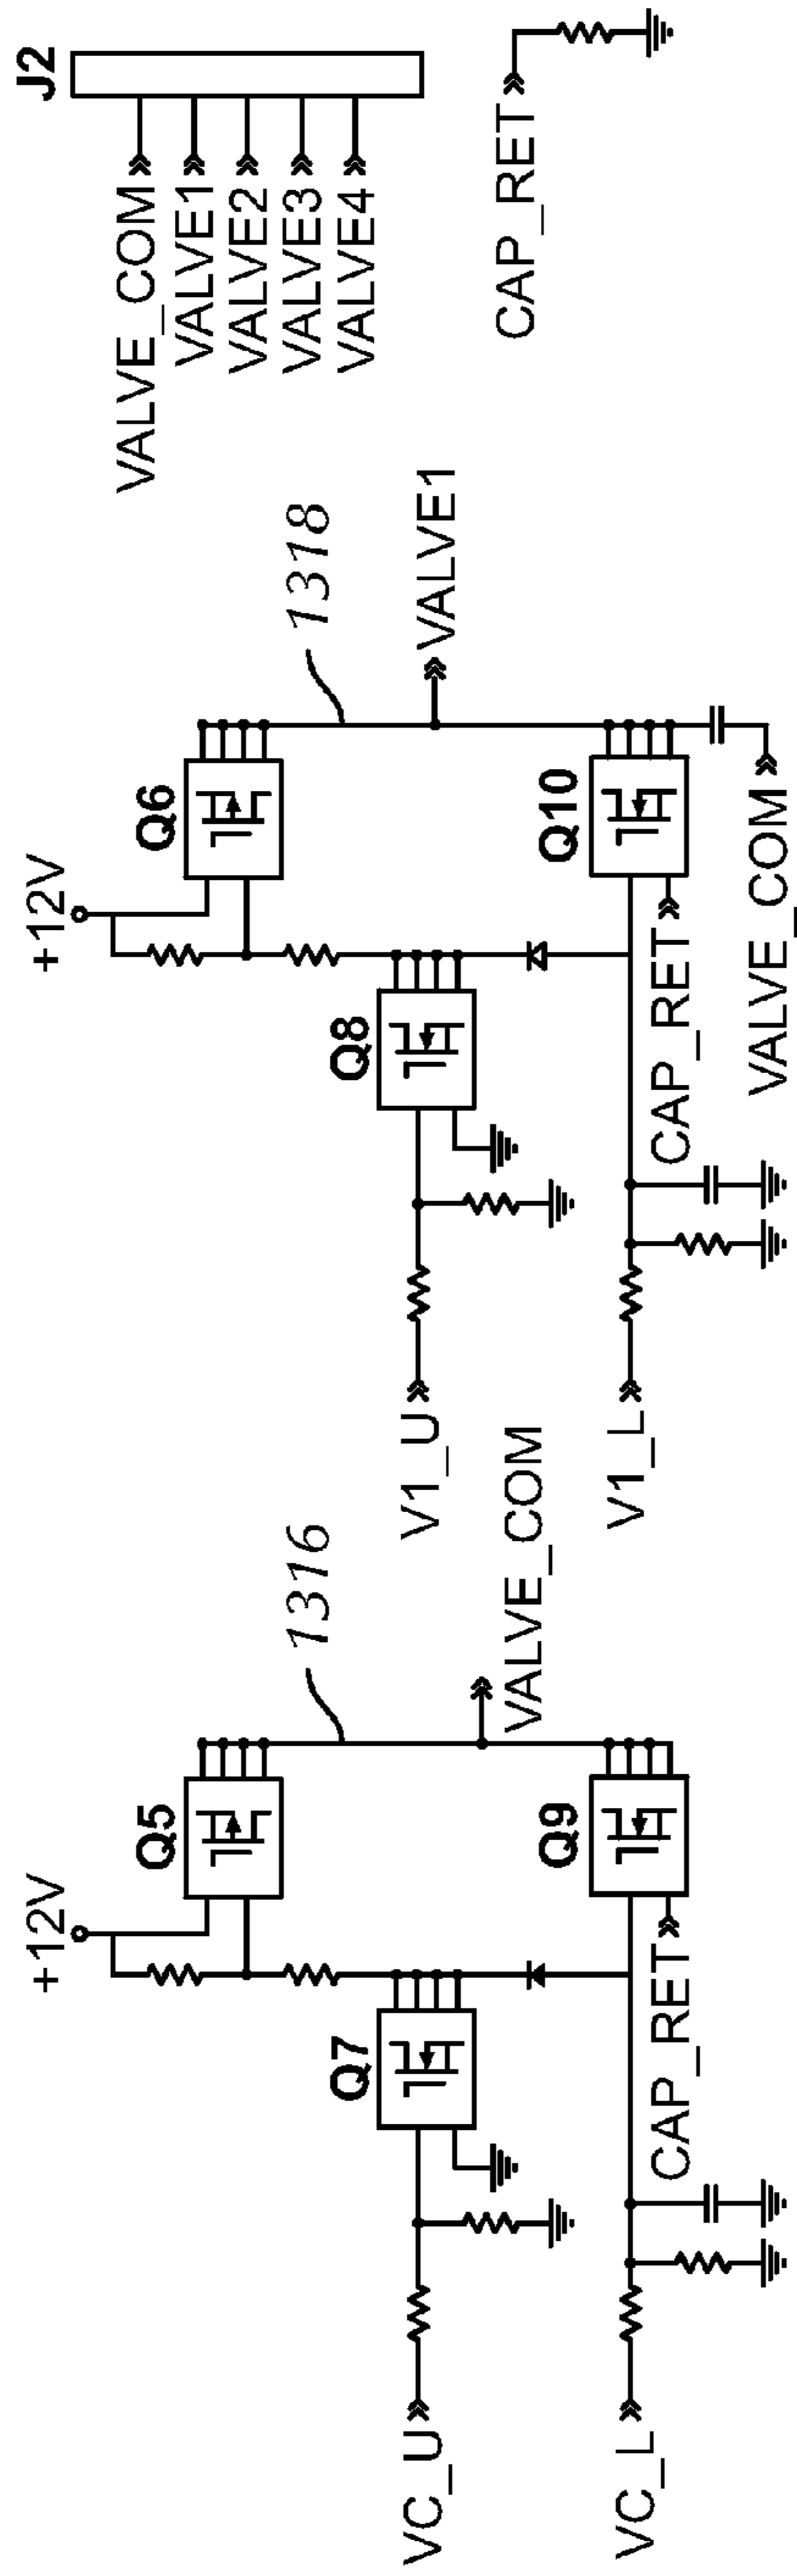 +12V
Q5
1316
VC_U
Q7
VALVE_COM
VC_L
Q9
CAP_RET
+12V
Q6
1318
V1_U
Q8
VALVE1
V1_L
Q10
CAP_RET
VALVE_COM
J2
VALVE_COM
VALVE1
VALVE2
VALVE3
VALVE4
CAP_RET